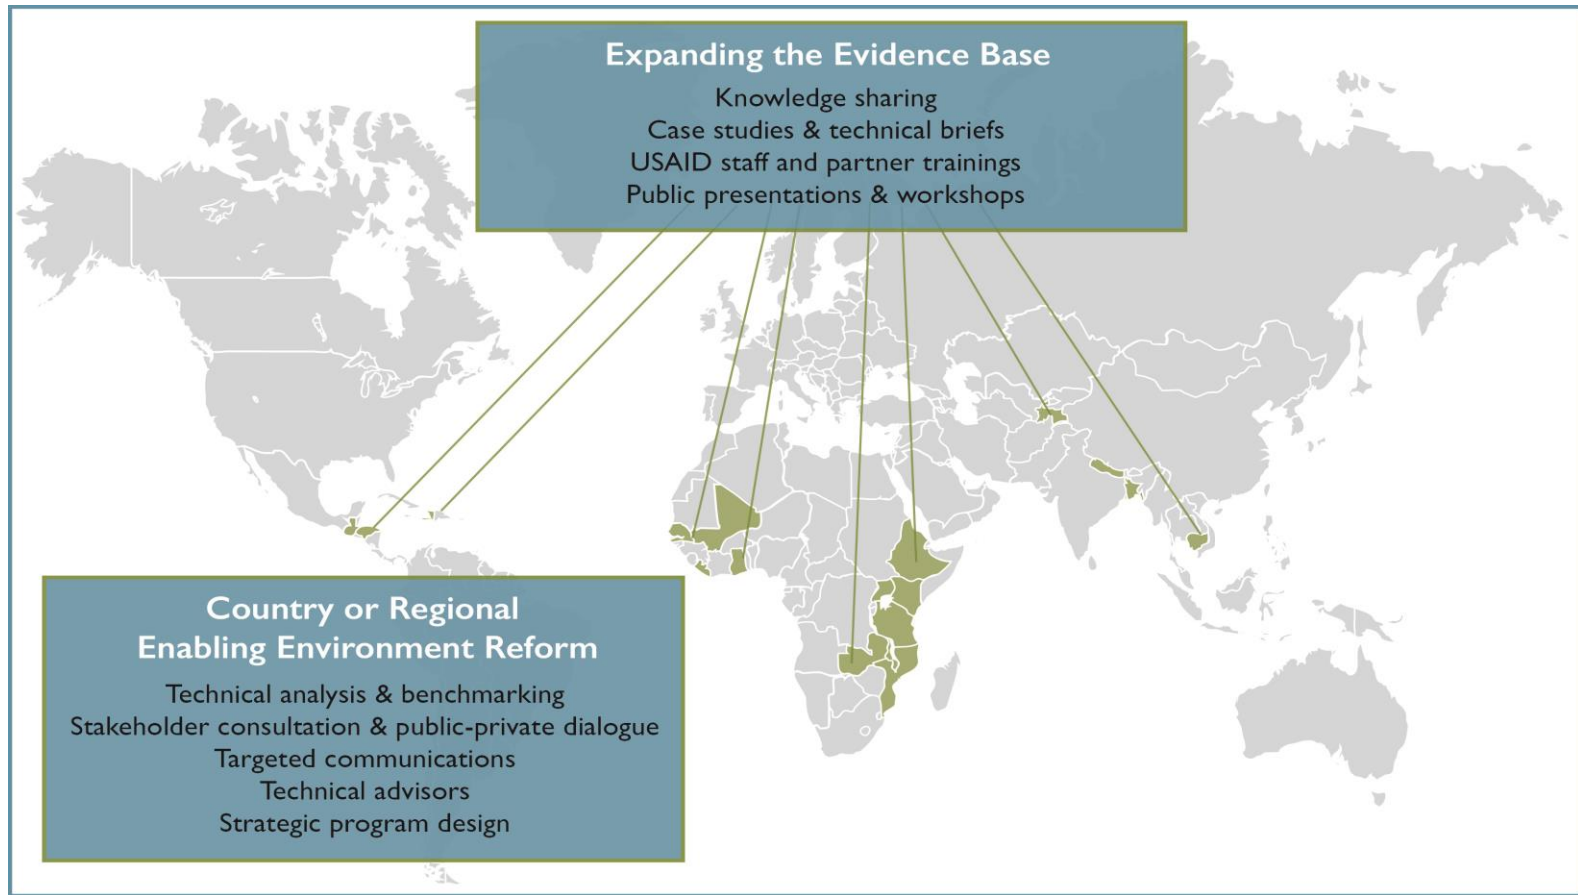 Expanding the Evidence Base
Knowledge sharing
Case studies & technical briefs
USAID staff and partner trainings
Public presentations & workshops
Country or Regional
Enabling Environment Reform
Technical analysis & benchmarking
Stakeholder consultation & public-private dialogue
Targeted communications
Technical advisors
Strategic program design